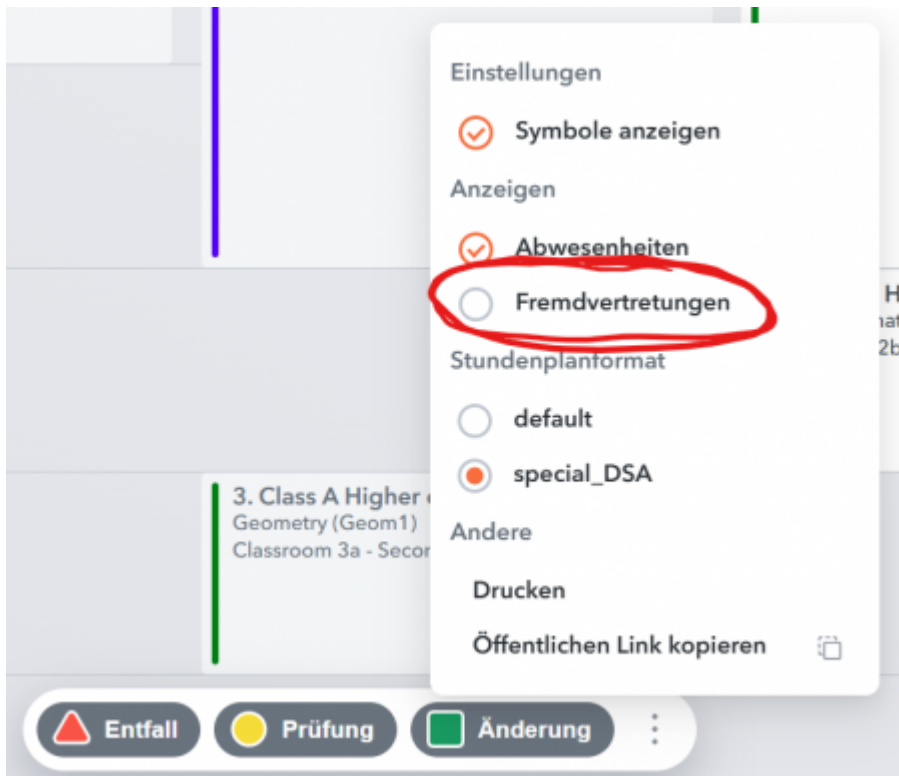 Einstellungen
Symbole anzeigen
Anzeigen
Abwesenheiten
Fremdvertretungen
Stundenplanformat
default
special_DSA
Andere
Drucken
Öffentlichen Link kopieren
H
2b
3. Class A Higher
Geometry (Geom1)
Classroom 3a - Secon
Entfall
Prüfung
Änderung